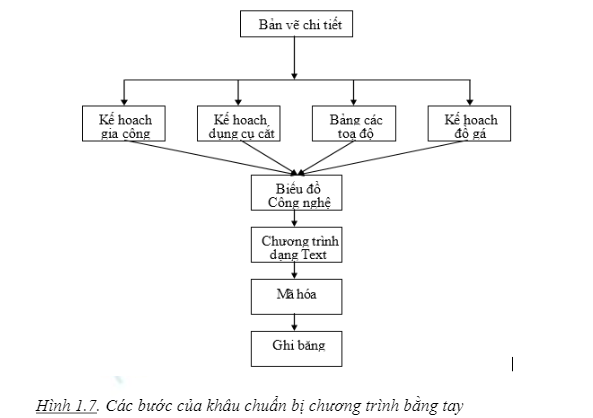 Bản vẽ chi tiết
Kế hoạch
gia công
Kế hoạch
dụng cụ cắt
Bảng các
toạ độ
Kế hoạch
đồ gá
Biểu đồ
Công nghệ
Chương trình
dạng Text
Mã hóa
Ghi băng
Hình 1.7. Các bước của khâu chuẩn bị chương trình bằng tay